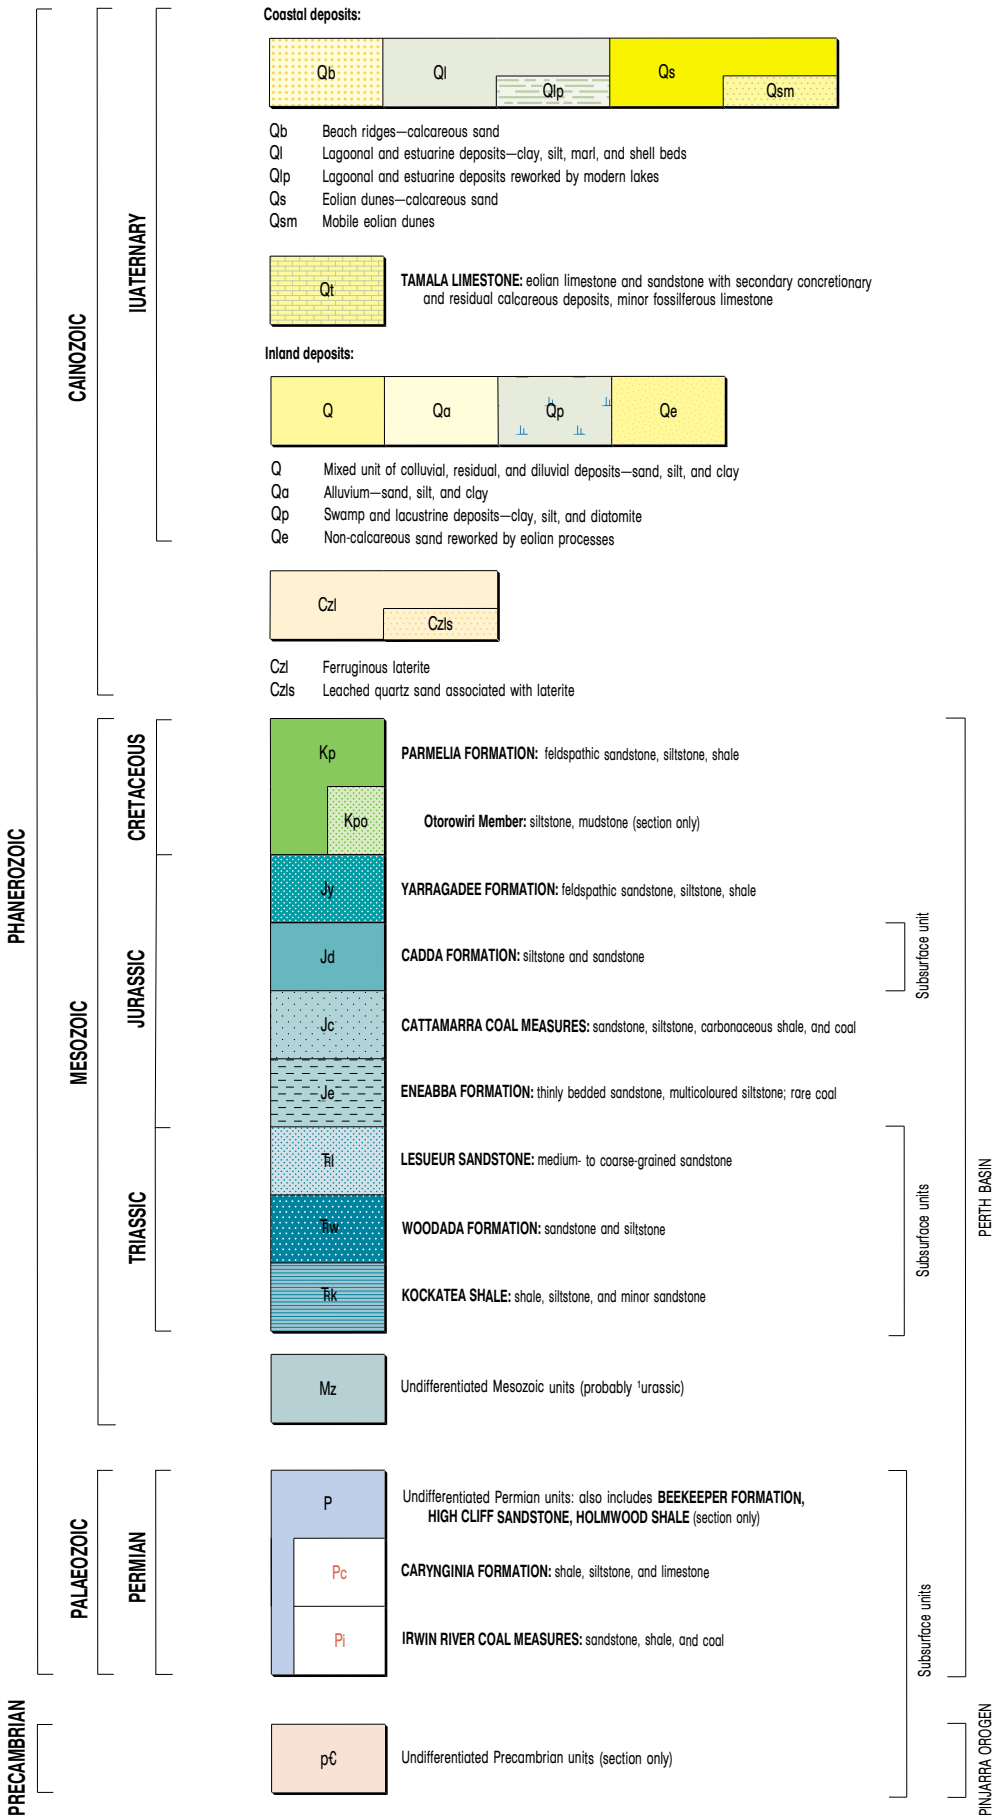 Coastal deposits:
Qb Ql Qlp Qs Qsm
Qb Beach ridges—calcareous sand
Ql Lagoonal and estuarine deposits—clay, silt, marl, and shell beds
Qlp Lagoonal and estuarine deposits reworked by modern lakes
Qs Eolian dunes—calcareous sand
Qsm Mobile eolian dunes
Qt
TAMALA LIMESTONE: eolian limestone and sandstone with secondary concretionary
and residual calcareous deposits, minor fossilferous limestone
Inland deposits:
Q Qa Qp Qe
Q Mixed unit of colluvial, residual, and diluvial deposits—sand, silt, and clay
Qa Alluvium—sand, silt, and clay
Qp Swamp and lacustrine deposits—clay, silt, and diatomite
Qe Non-calcareous sand reworked by eolian processes
Czl Czls
Czl Ferruginous laterite
Czls Leached quartz sand associated with laterite
Kp PARMELIA FORMATION: feldspathic sandstone, siltstone, shale
Kpo Otorowiri Member: siltstone, mudstone (section only)
Jy YARRAGADEE FORMATION: feldspathic sandstone, siltstone, shale
Jd CADDA FORMATION: siltstone and sandstone
Jc CATTAMARRA COAL MEASURES: sandstone, siltstone, carbonaceous shale, and coal
Je ENEABBA FORMATION: thinly bedded sandstone, multicoloured siltstone; rare coal
TRl LESUEUR SANDSTONE: medium- to coarse-grained sandstone
TRw WOODADA FORMATION: sandstone and siltstone
TRk KOCKATEA SHALE: shale, siltstone, and minor sandstone
Mz Undifferentiated Mesozoic units (probably ¹urassic)
P Undifferentiated Permian units: also includes BEEKEEPER FORMATION,
HIGH CLIFF SANDSTONE, HOLMWOOD SHALE (section only)
Pc CARYNGINIA FORMATION: shale, siltstone, and limestone
Pi IRWIN RIVER COAL MEASURES: sandstone, shale, and coal
p€ Undifferentiated Precambrian units (section only)
PHANEROZOIC
PRECAMBRIAN
CAINOZOIC
MESOZOIC
PALAEOZOIC
IUATERNARY
CRETACEOUS
JURASSIC
TRIASSIC
PERMIAN
Subsurface unit
Subsurface units
Subsurface units
PERTH BASIN
PINJARRA OROGEN